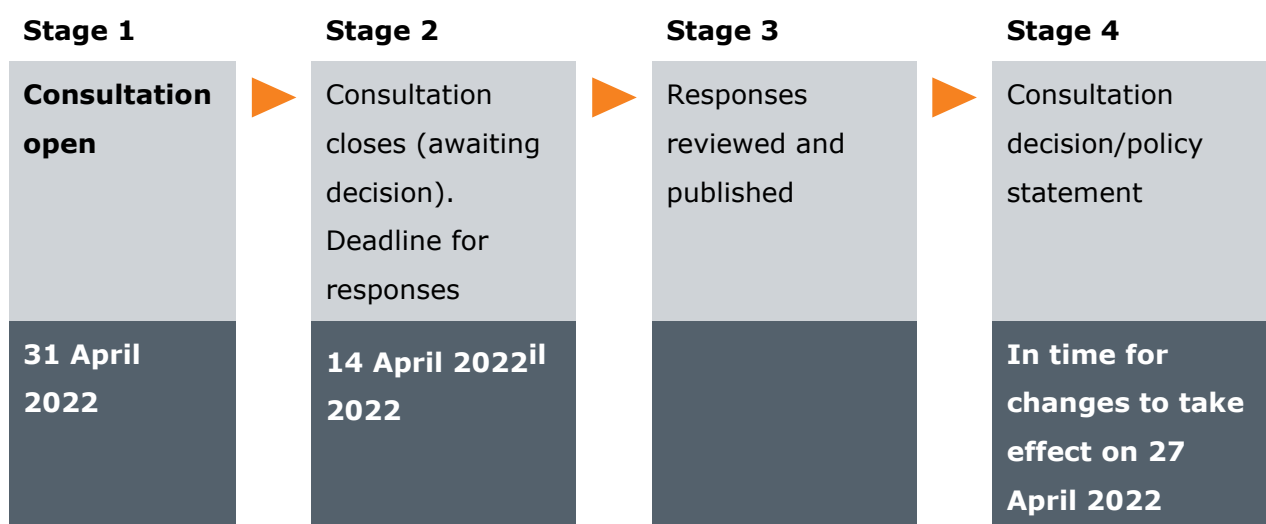 Stage 1
Consultation
open
31 April
2022
Stage 2
Consultation
closes (awaiting
decision).
Deadline for
responses
14 April 2022il
2022
Stage 3
Responses
reviewed and
published
Stage 4
Consultation
decision/policy
statement
In time for
changes to take
effect on 27
April 2022